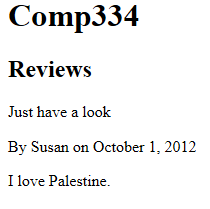 Comp334
Reviews
Just have a look
By Susan on October 1, 2012
I love Palestine.